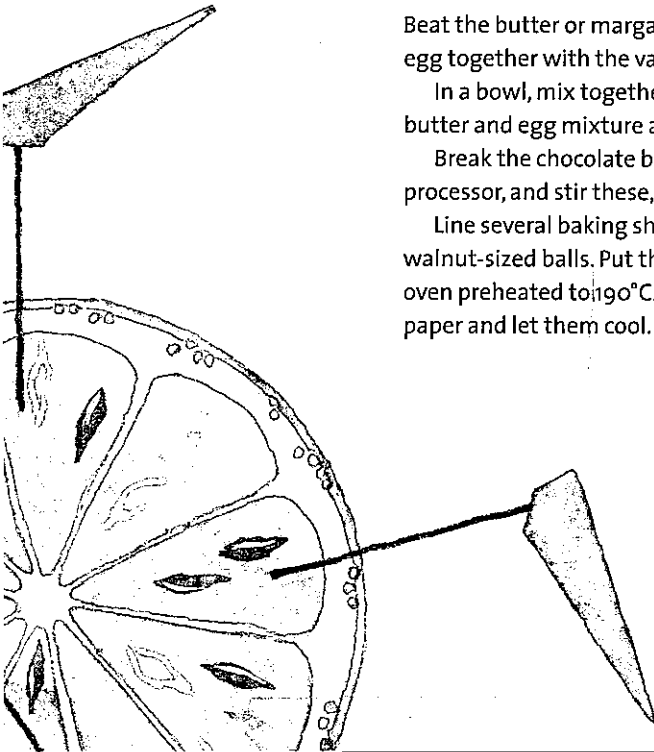 Beat the butter or marga
egg together with the va
In a bowl, mix togethe
butter and egg mixture a
Break the chocolate b
processor, and stir these,
Line several baking sh
walnut-sized balls. Put th
oven preheated to 190°C.
paper and let them cool.